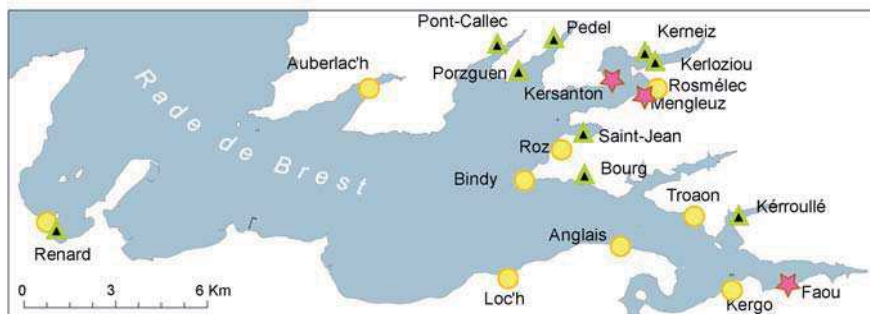 Pont-Callec
Pedel
Kerneiz
Auberlac'h
Kerloziou
Porzguen
Rosmélec
Kersanton
Mengleuz
Rade de Brest
Saint-Jean
Roz
Bourg
Bindy
Troaon
Kérroullé
Anglais
Renard
0 3 6 Km
Loc'h
Faou
Kergo